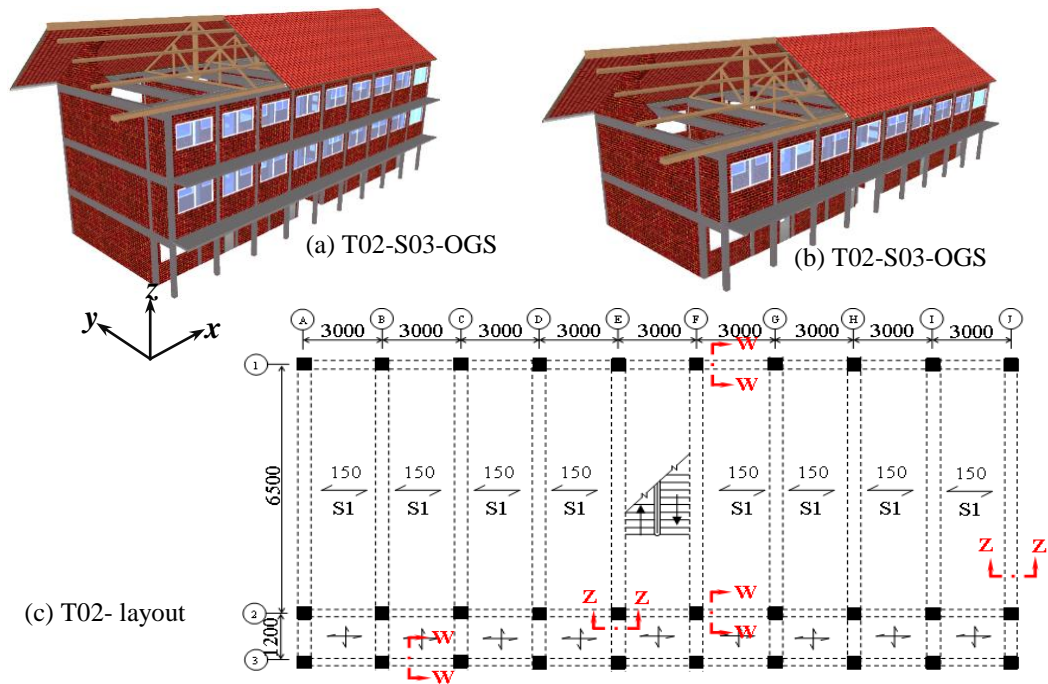 (a) T02-S03-OGS
(b) T02-S03-OGS
z
y
x
A B C D E F G H I J
3000 3000 3000 3000 3000 3000 3000 3000 3000
1
W
W
6500
150 150 150 150 150 150 150 150
S1 S1 S1 S1 S1 S1 S1 S1
N
N
Z Z
Z Z
W
(c) T02- layout
2
W
W
1200
3
W